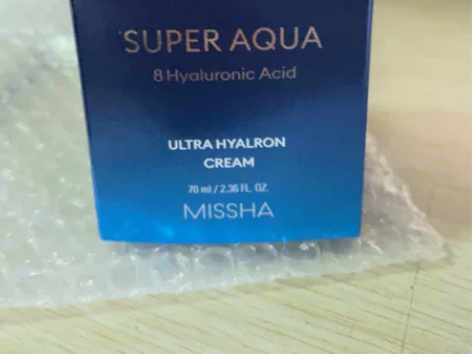 SUPER AQUA
8 Hyaluronic Acid
ULTRA HYALRON
CREAM
70 ml / 2.36 FL. OZ.
MISSHA